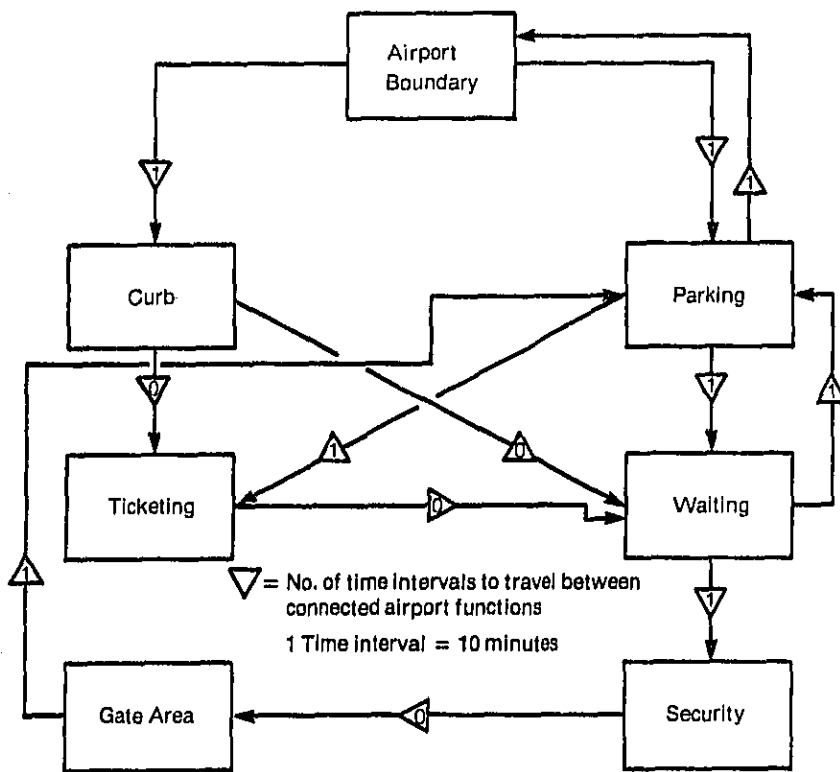 Airport
Boundary
1
1
1
Curb
Parking
0
1
1
1
0
Ticketing
0
Waiting
1
1
= No. of time intervals to travel between
connected airport functions
1 Time interval = 10 minutes
Gate Area
0
Security